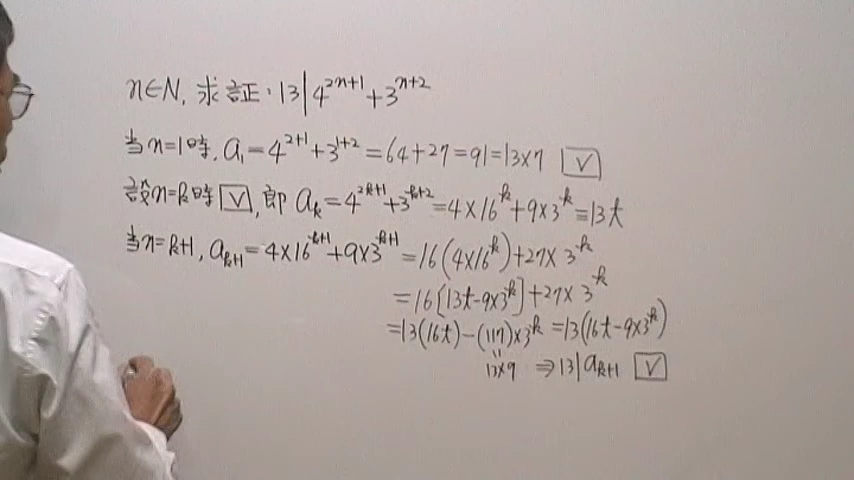 n∈N, 求証: 13|4^{2n+1}+3^{n+2}
当n=1時, a_1=4^{2+1}+3^{1+2}=64+27=91=13×7 V
設n=k時 V, 即 a_k=4^{2k+1}+3^{k+2}=4×16^k+9×3^k=13t
当n=k+1, a_{k+1}=4×16^{k+1}+9×3^{k+1}=16(4×16^k)+27×3^k
=16[13t-9×3^k]+27×3^k
=13(16t)-(117)×3^k=13(16t-9×3^k)
13×9 ⇒13|a_{k+1} V